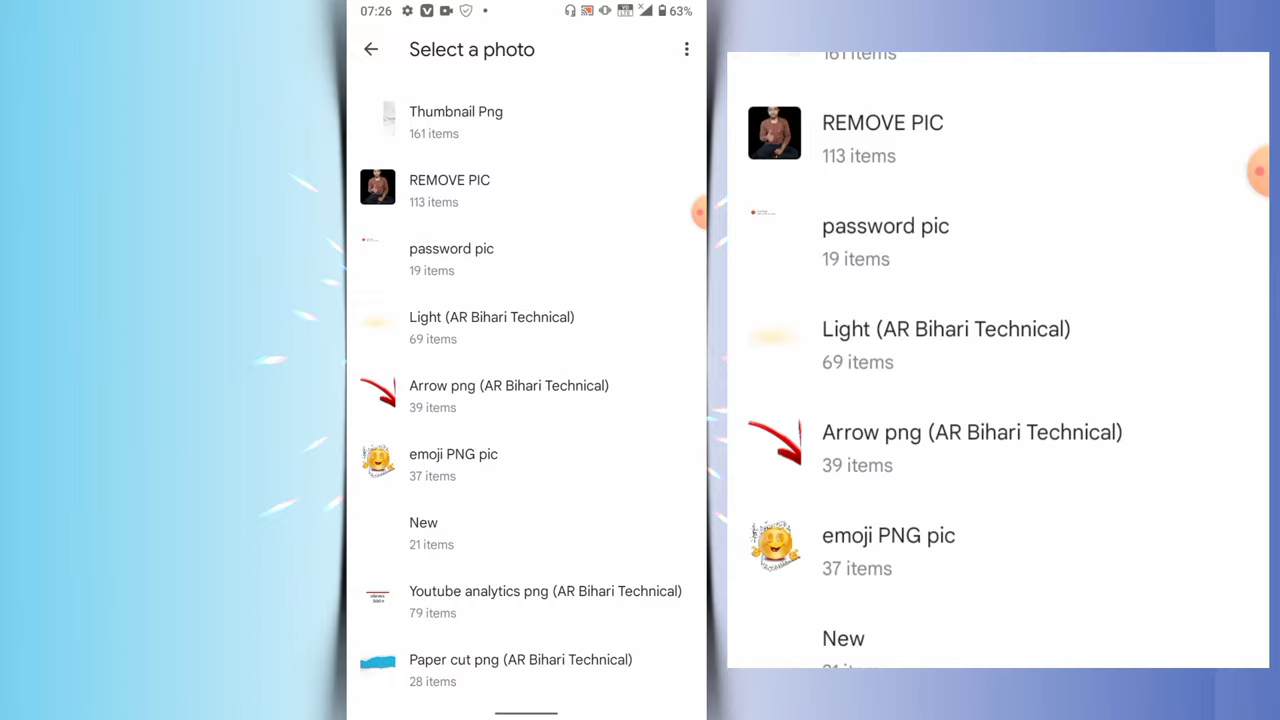 07:26
63%
Select a photo
Thumbnail Png
161 items
REMOVE PIC
113 items
password pic
19 items
Light (AR Bihari Technical)
69 items
Arrow png (AR Bihari Technical)
39 items
emoji PNG pic
37 items
New
21 items
Youtube analytics png (AR Bihari Technical)
79 items
Paper cut png (AR Bihari Technical)
28 items
161 items
REMOVE PIC
113 items
password pic
19 items
Light (AR Bihari Technical)
69 items
Arrow png (AR Bihari Technical)
39 items
emoji PNG pic
37 items
New
21 items